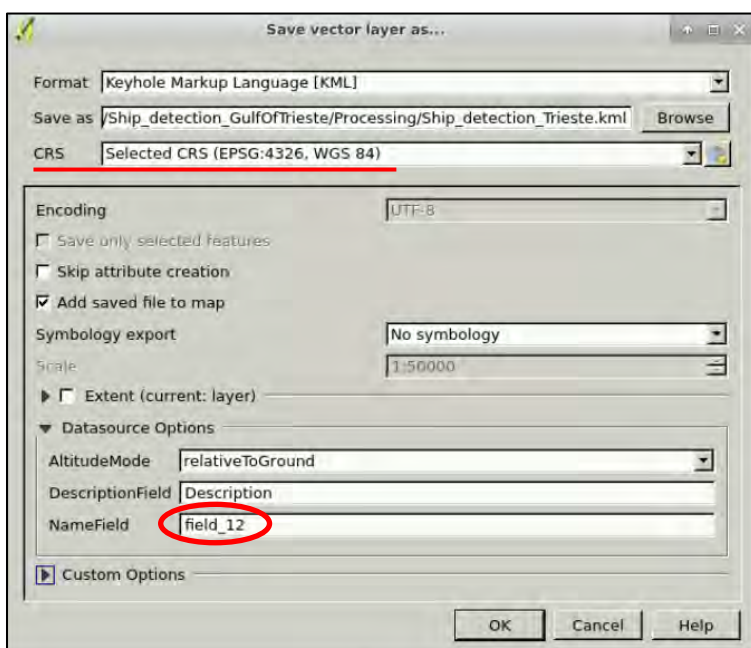 Save vector layer as...
Format Keyhole Markup Language [KML]
Save as /Ship_detection_GulfOfTrieste/Processing/Ship_detection_Trieste.kml Browse
CRS Selected CRS (EPSG:4326, WGS 84)
Encoding UTF-8
Save only selected features
Skip attribute creation
Add saved file to map
Symbology export No symbology
Scale 1:50000
Extent (current: layer)
Datasource Options
AltitudeMode relativeToGround
DescriptionField Description
NameField field_12
Custom Options
OK Cancel Help